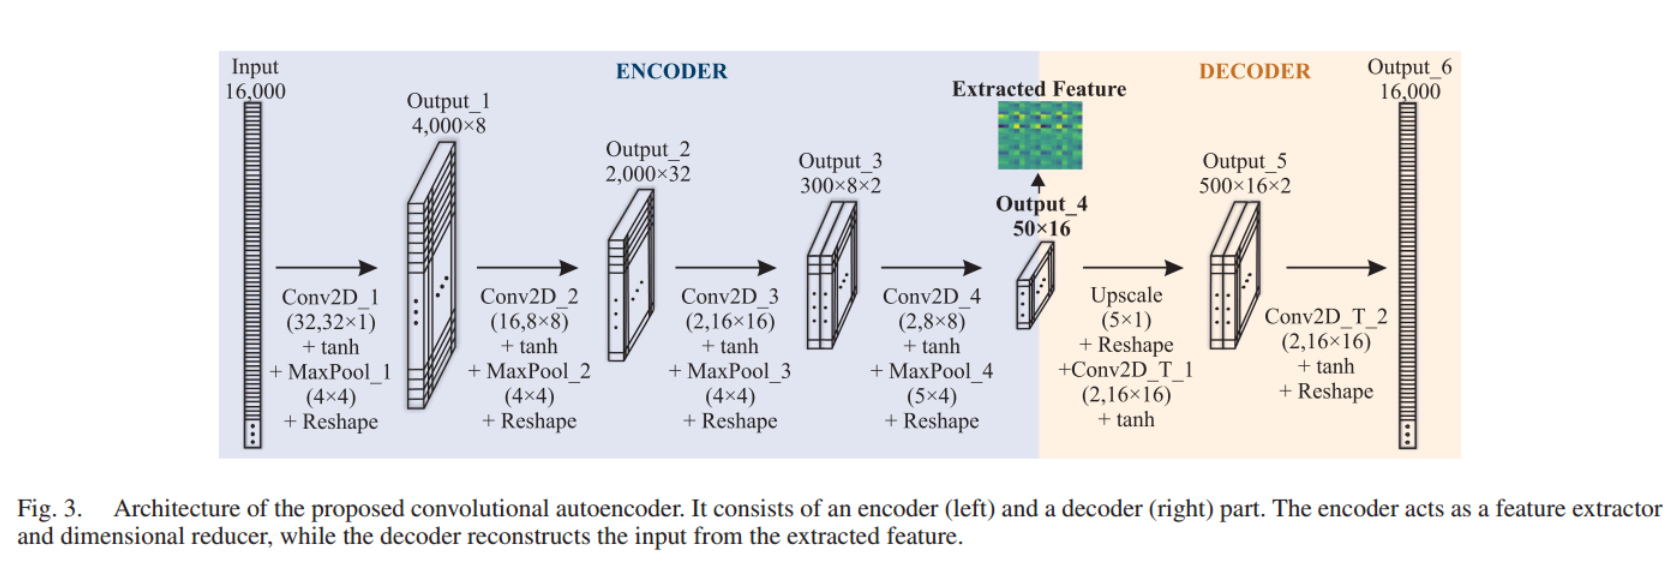 Input
16,000
ENCODER
DECODER
Output_6
16,000
Output_1
4,000×8
Extracted Feature
Output_2
2,000×32
Output_3
300×8×2
Output_5
500×16×2
Output_4
50×16
Conv2D_1
(32,32×1)
+ tanh
+ MaxPool_1
(4×4)
+ Reshape
Conv2D_2
(16,8×8)
+ tanh
+ MaxPool_2
(4×4)
+ Reshape
Conv2D_3
(2,16×16)
+ tanh
+ MaxPool_3
(4×4)
+ Reshape
Conv2D_4
(2,8×8)
+ tanh
+ MaxPool_4
(5×4)
+ Reshape
Upscale
(5×1)
+ Reshape
+Conv2D_T_1
(2,16×16)
+ tanh
Conv2D_T_2
(2,16×16)
+ tanh
+ Reshape
Fig. 3. Architecture of the proposed convolutional autoencoder. It consists of an encoder (left) and a decoder (right) part. The encoder acts as a feature extractor
and dimensional reducer, while the decoder reconstructs the input from the extracted feature.